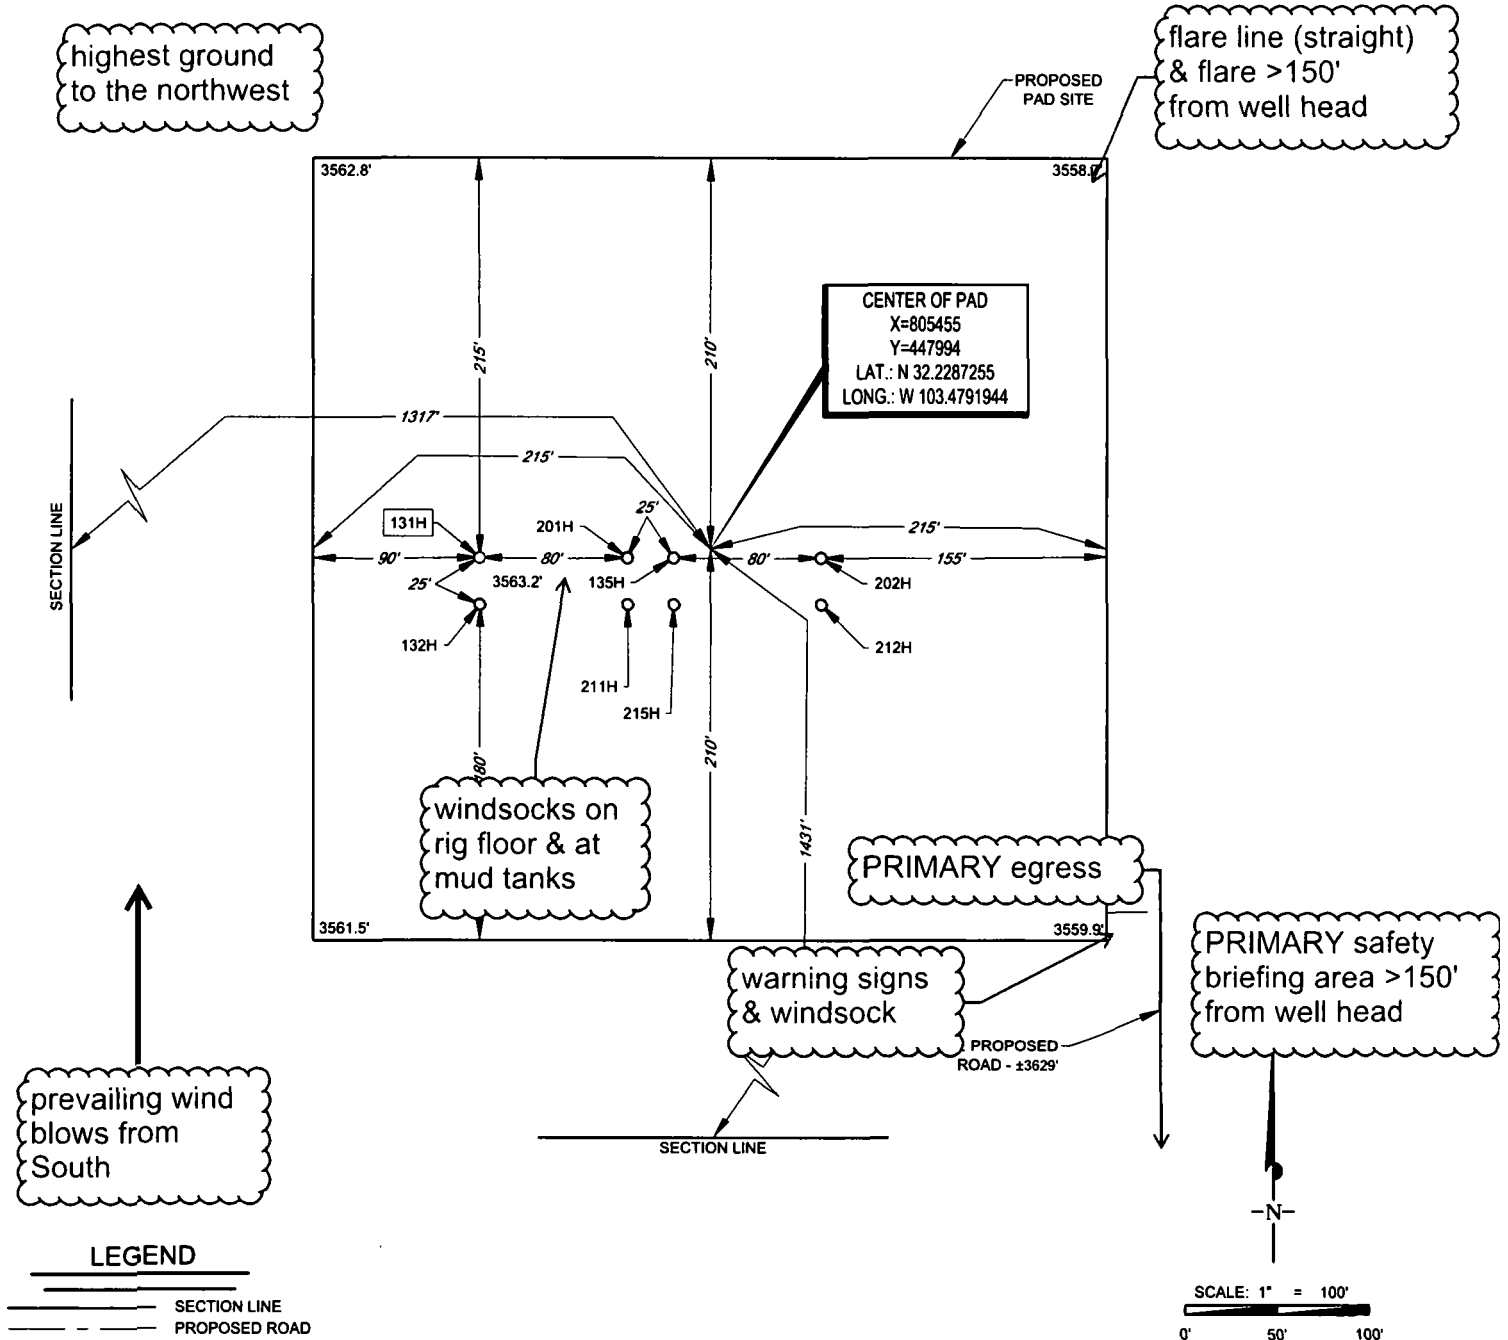 highest ground
to the northwest
flare line (straight)
& flare >150'
from well head
PROPOSED
PAD SITE
3562.8'
215'
210'
CENTER OF PAD
X=805455
Y=447994
LAT.: N 32.2287255
LONG.: W 103.4791944
1317'
215'
25'
215'
131H
201H
90'
80'
80'
155'
SECTION LINE
25'
3563.2'
135H
202H
132H
212H
211H
215H
210'
1431'
windsocks on
rig floor & at
mud tanks
PRIMARY egress
3561.5'
3559.9'
PRIMARY safety
briefing area >150'
from well head
warning signs
& windsock
PROPOSED
ROAD - ±3629'
prevailing wind
blows from
South
SECTION LINE
-N-
LEGEND
SECTION LINE
PROPOSED ROAD
SCALE: 1" = 100'
0' 50' 100'